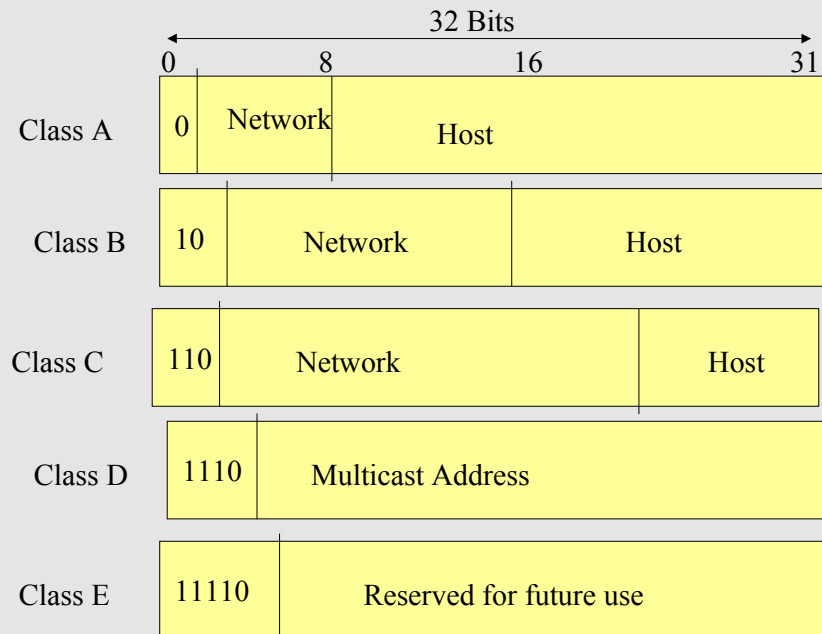 32 Bits
0 8 16 31
Class A 0 Network Host
Class B 10 Network Host
Class C 110 Network Host
Class D 1110 Multicast Address
Class E 11110 Reserved for future use